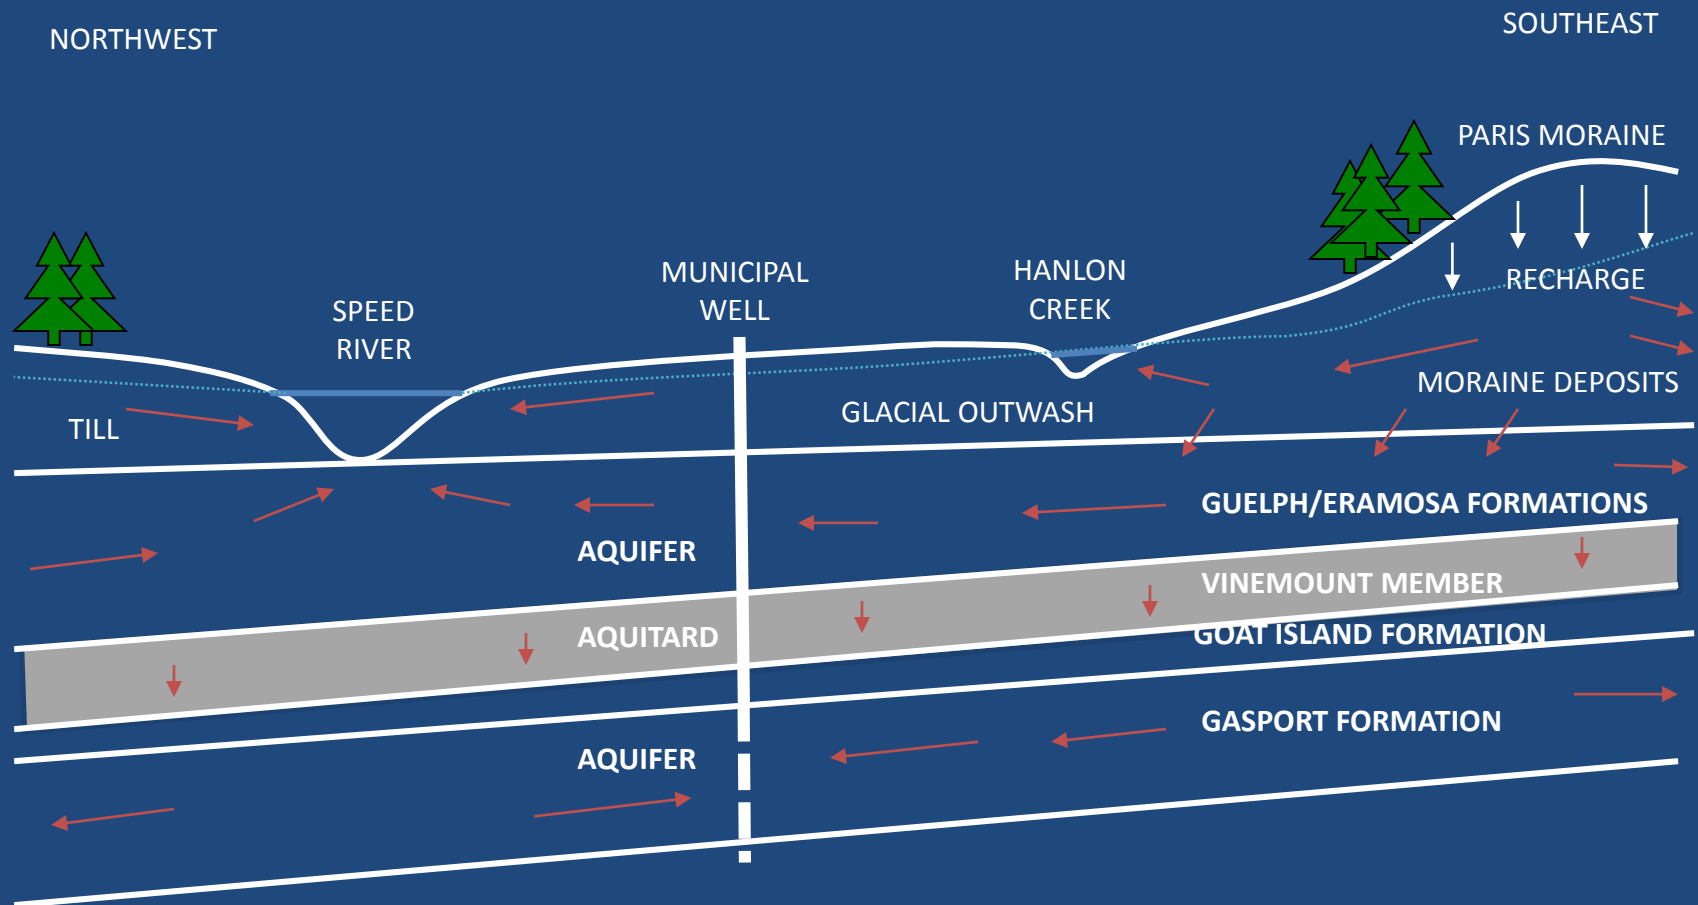 NORTHWEST
SOUTHEAST
PARIS MORAINE
MUNICIPAL
WELL
HANLON
CREEK
SPEED
RIVER
RECHARGE
MORAINE DEPOSITS
GLACIAL OUTWASH
TILL
GUELPH/ERAMOSA FORMATIONS
AQUIFER
VINEMOUNT MEMBER
AQUITARD
GOAT ISLAND FORMATION
GASPORT FORMATION
AQUIFER